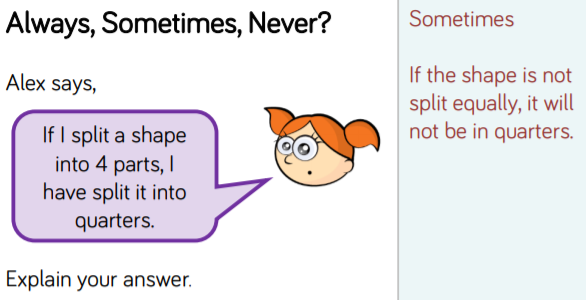 Always, Sometimes, Never?
Alex says,
If I split a shape
into 4 parts, I
have split it into
quarters.
Explain your answer.
Sometimes
If the shape is not
split equally, it will
not be in quarters.